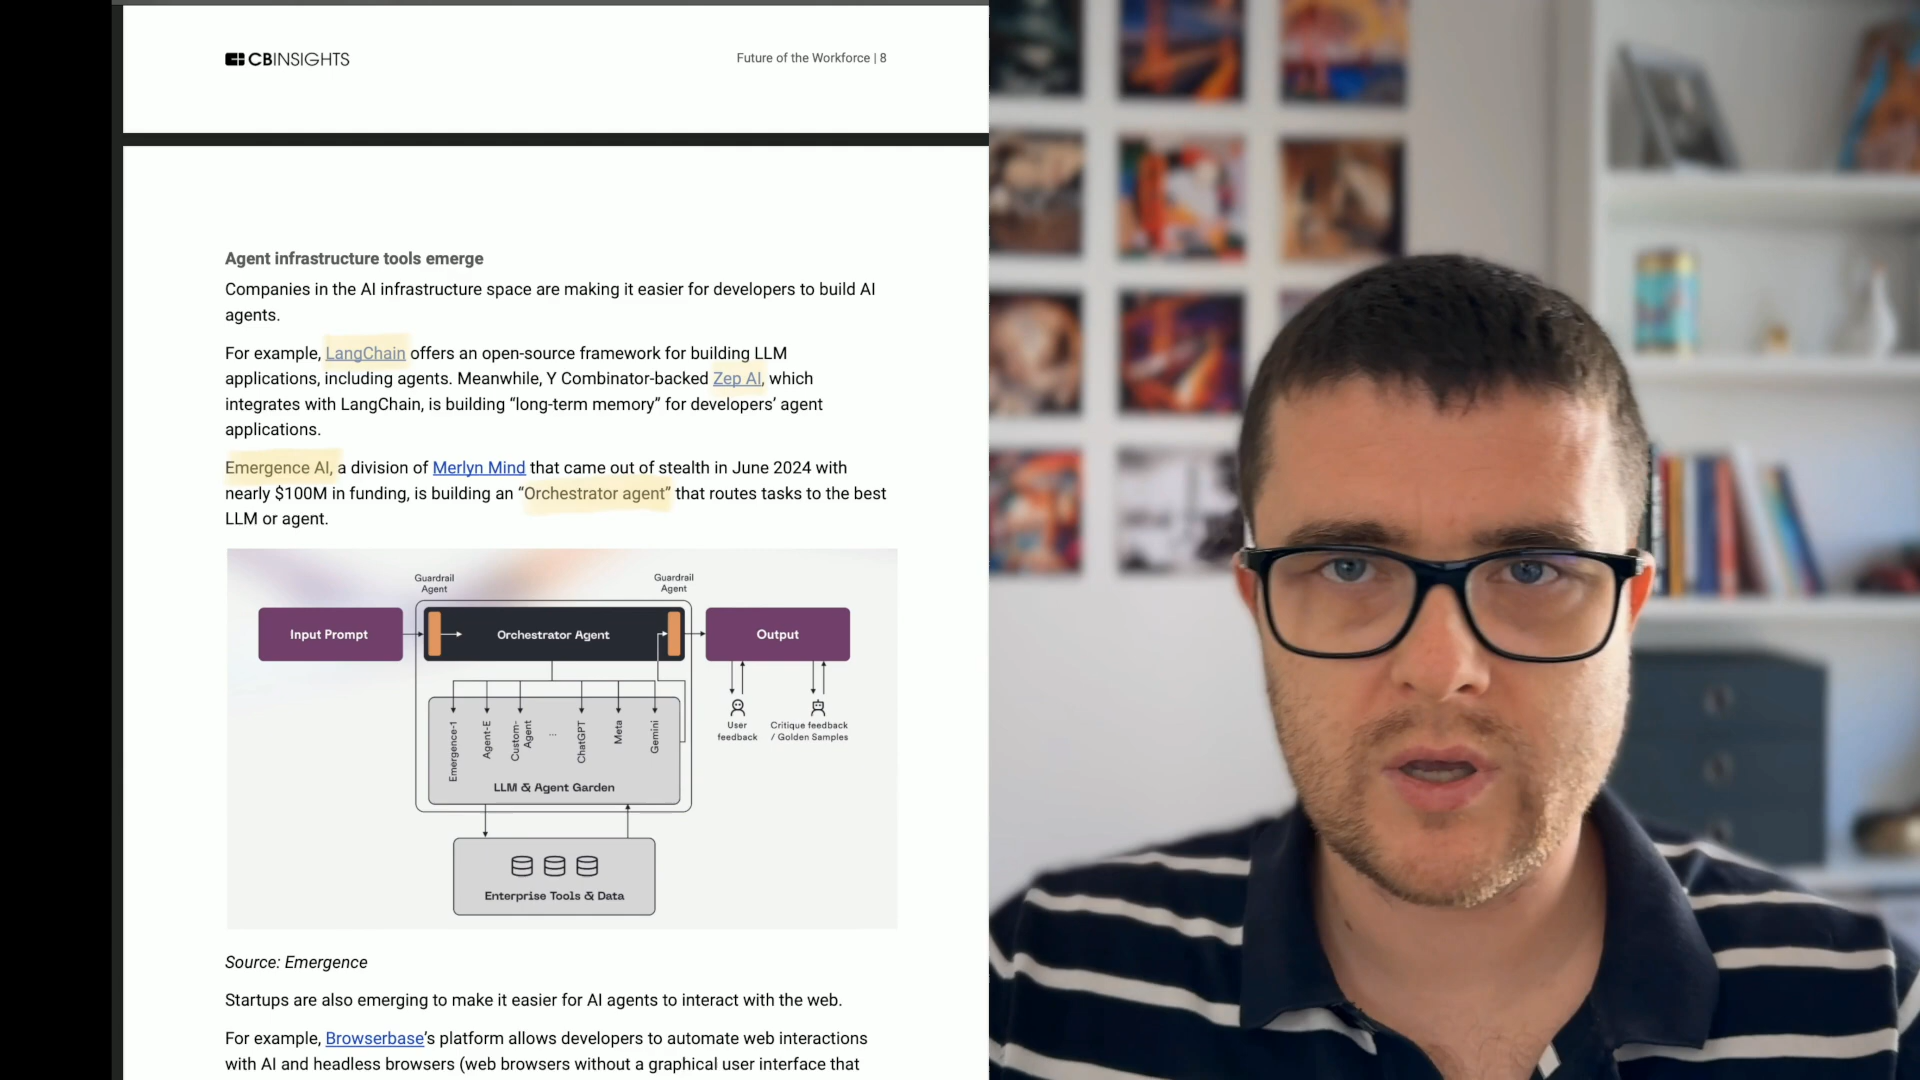 CBINSIGHTS
Future of the Workforce | 8
Agent infrastructure tools emerge
Companies in the AI infrastructure space are making it easier for developers to build AI
agents.
For example, LangChain offers an open-source framework for building LLM
applications, including agents. Meanwhile, Y Combinator-backed Zep AI, which
integrates with LangChain, is building “long-term memory” for developers’ agent
applications.
Emergence AI, a division of Merlyn Mind that came out of stealth in June 2024 with
nearly $100M in funding, is building an “Orchestrator agent” that routes tasks to the best
LLM or agent.
Guardrail
Agent
Guardrail
Agent
Input Prompt
Orchestrator Agent
Output
Emergence-1
Agent-E
Custom-
Agent
...
ChatGPT
Meta
Gemini
LLM & Agent Garden
User
feedback
Critique feedback
/ Golden Samples
Enterprise Tools & Data
Source: Emergence
Startups are also emerging to make it easier for AI agents to interact with the web.
For example, Browserbase’s platform allows developers to automate web interactions
with AI and headless browsers (web browsers without a graphical user interface that